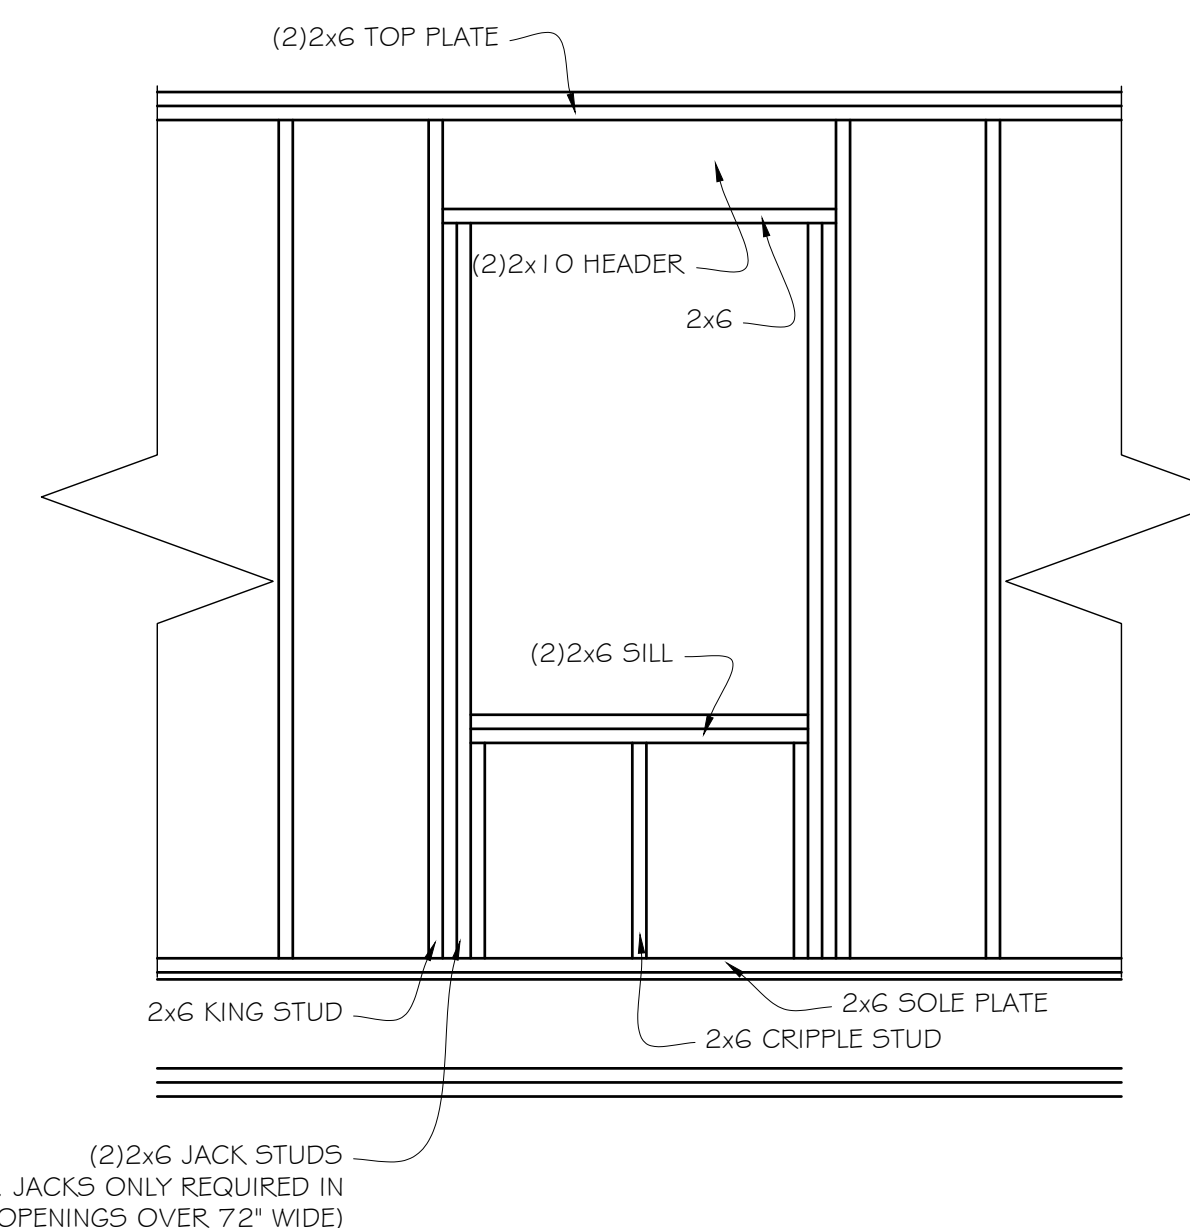 (2)2x6 TOP PLATE
(2)2x10 HEADER
2x6
(2)2x6 SILL
2x6 KING STUD
2x6 SOLE PLATE
2x6 CRIPPLE STUD
(2)2x6 JACK STUDS
JACKS ONLY REQUIRED IN
OPENINGS OVER 72" WIDE)